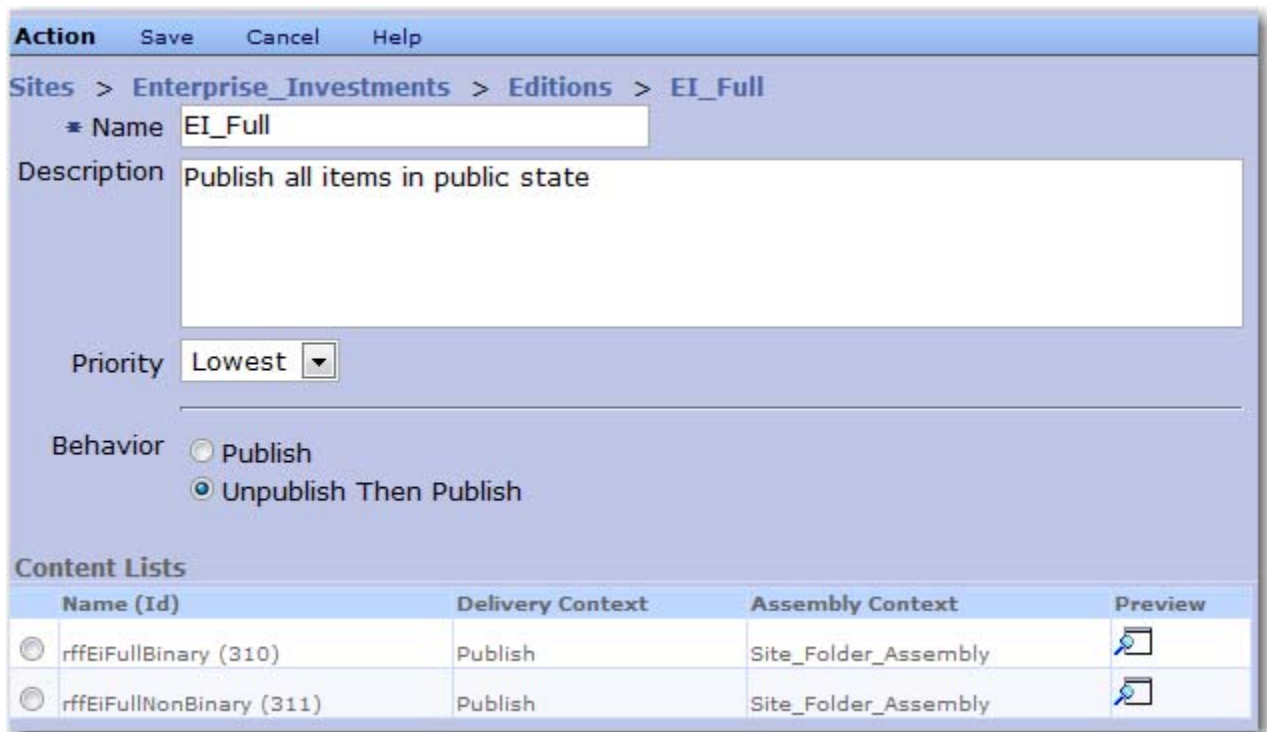 Action Save Cancel Help
Sites > Enterprise_Investments > Editions > EI_Full
* Name EI_Full
Description Publish all items in public state
Priority Lowest
Behavior Publish
Unpublish Then Publish
Content Lists
Name (Id) Delivery Context Assembly Context Preview
rffEiFullBinary (310) Publish Site_Folder_Assembly
rffEiFullNonBinary (311) Publish Site_Folder_Assembly